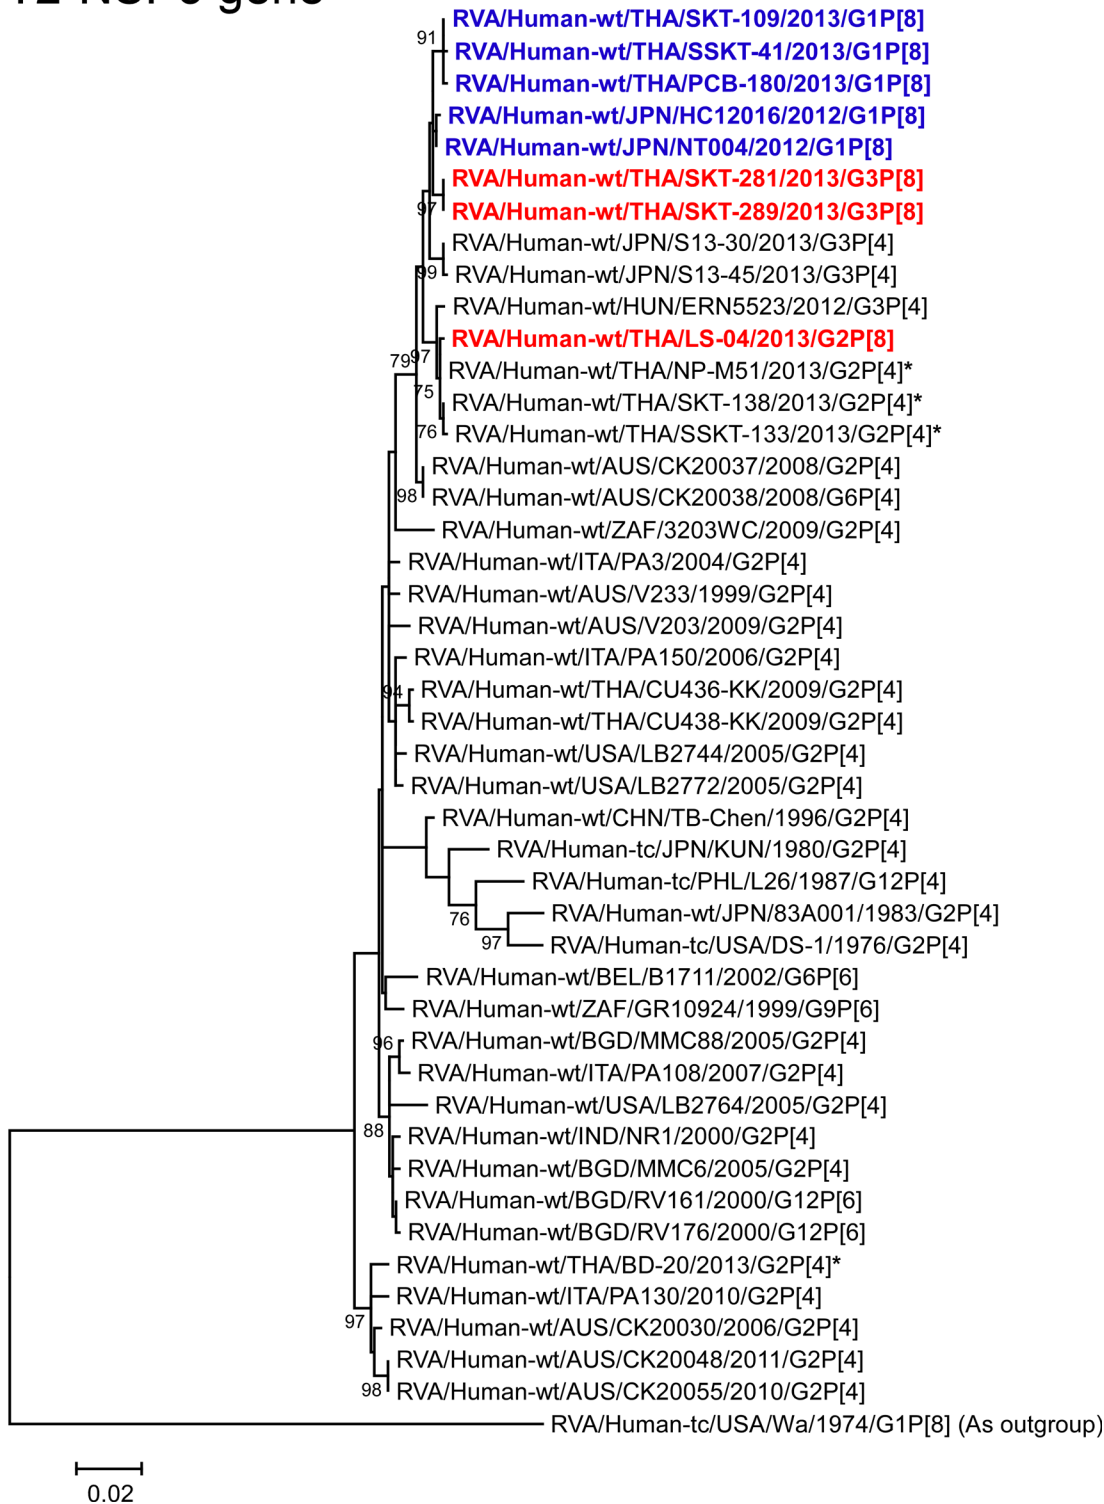 RVA/Human-wt/THA/SKT-109/2013/G1P[8]
91
RVA/Human-wt/THA/SSKT-41/2013/G1P[8]
RVA/Human-wt/THA/PCB-180/2013/G1P[8]
RVA/Human-wt/JPN/HC12016/2012/G1P[8]
RVA/Human-wt/JPN/NT004/2012/G1P[8]
RVA/Human-wt/THA/SKT-281/2013/G3P[8]
97
RVA/Human-wt/THA/SKT-289/2013/G3P[8]
RVA/Human-wt/JPN/S13-30/2013/G3P[4]
99
RVA/Human-wt/JPN/S13-45/2013/G3P[4]
RVA/Human-wt/HUN/ERN5523/2012/G3P[4]
RVA/Human-wt/THA/LS-04/2013/G2P[8]
79
97
RVA/Human-wt/THA/NP-M51/2013/G2P[4]*
75
RVA/Human-wt/THA/SKT-138/2013/G2P[4]*
76
RVA/Human-wt/THA/SSKT-133/2013/G2P[4]*
RVA/Human-wt/AUS/CK20037/2008/G2P[4]
98
RVA/Human-wt/AUS/CK20038/2008/G6P[4]
RVA/Human-wt/ZAF/3203WC/2009/G2P[4]
RVA/Human-wt/ITA/PA3/2004/G2P[4]
RVA/Human-wt/AUS/V233/1999/G2P[4]
RVA/Human-wt/AUS/V203/2009/G2P[4]
RVA/Human-wt/ITA/PA150/2006/G2P[4]
94
RVA/Human-wt/THA/CU436-KK/2009/G2P[4]
RVA/Human-wt/THA/CU438-KK/2009/G2P[4]
RVA/Human-wt/USA/LB2744/2005/G2P[4]
RVA/Human-wt/USA/LB2772/2005/G2P[4]
RVA/Human-wt/CHN/TB-Chen/1996/G2P[4]
RVA/Human-tc/JPN/KUN/1980/G2P[4]
RVA/Human-tc/PHL/L26/1987/G12P[4]
76
RVA/Human-wt/JPN/83A001/1983/G2P[4]
97
RVA/Human-tc/USA/DS-1/1976/G2P[4]
RVA/Human-wt/BEL/B1711/2002/G6P[6]
RVA/Human-wt/ZAF/GR10924/1999/G9P[6]
96
RVA/Human-wt/BGD/MMC88/2005/G2P[4]
RVA/Human-wt/ITA/PA108/2007/G2P[4]
RVA/Human-wt/USA/LB2764/2005/G2P[4]
88
RVA/Human-wt/IND/NR1/2000/G2P[4]
RVA/Human-wt/BGD/MMC6/2005/G2P[4]
RVA/Human-wt/BGD/RV161/2000/G12P[6]
RVA/Human-wt/BGD/RV176/2000/G12P[6]
RVA/Human-wt/THA/BD-20/2013/G2P[4]*
RVA/Human-wt/ITA/PA130/2010/G2P[4]
97
RVA/Human-wt/AUS/CK20030/2006/G2P[4]
RVA/Human-wt/AUS/CK20048/2011/G2P[4]
98
RVA/Human-wt/AUS/CK20055/2010/G2P[4]
RVA/Human-tc/USA/Wa/1974/G1P[8] (As outgroup)
0.02